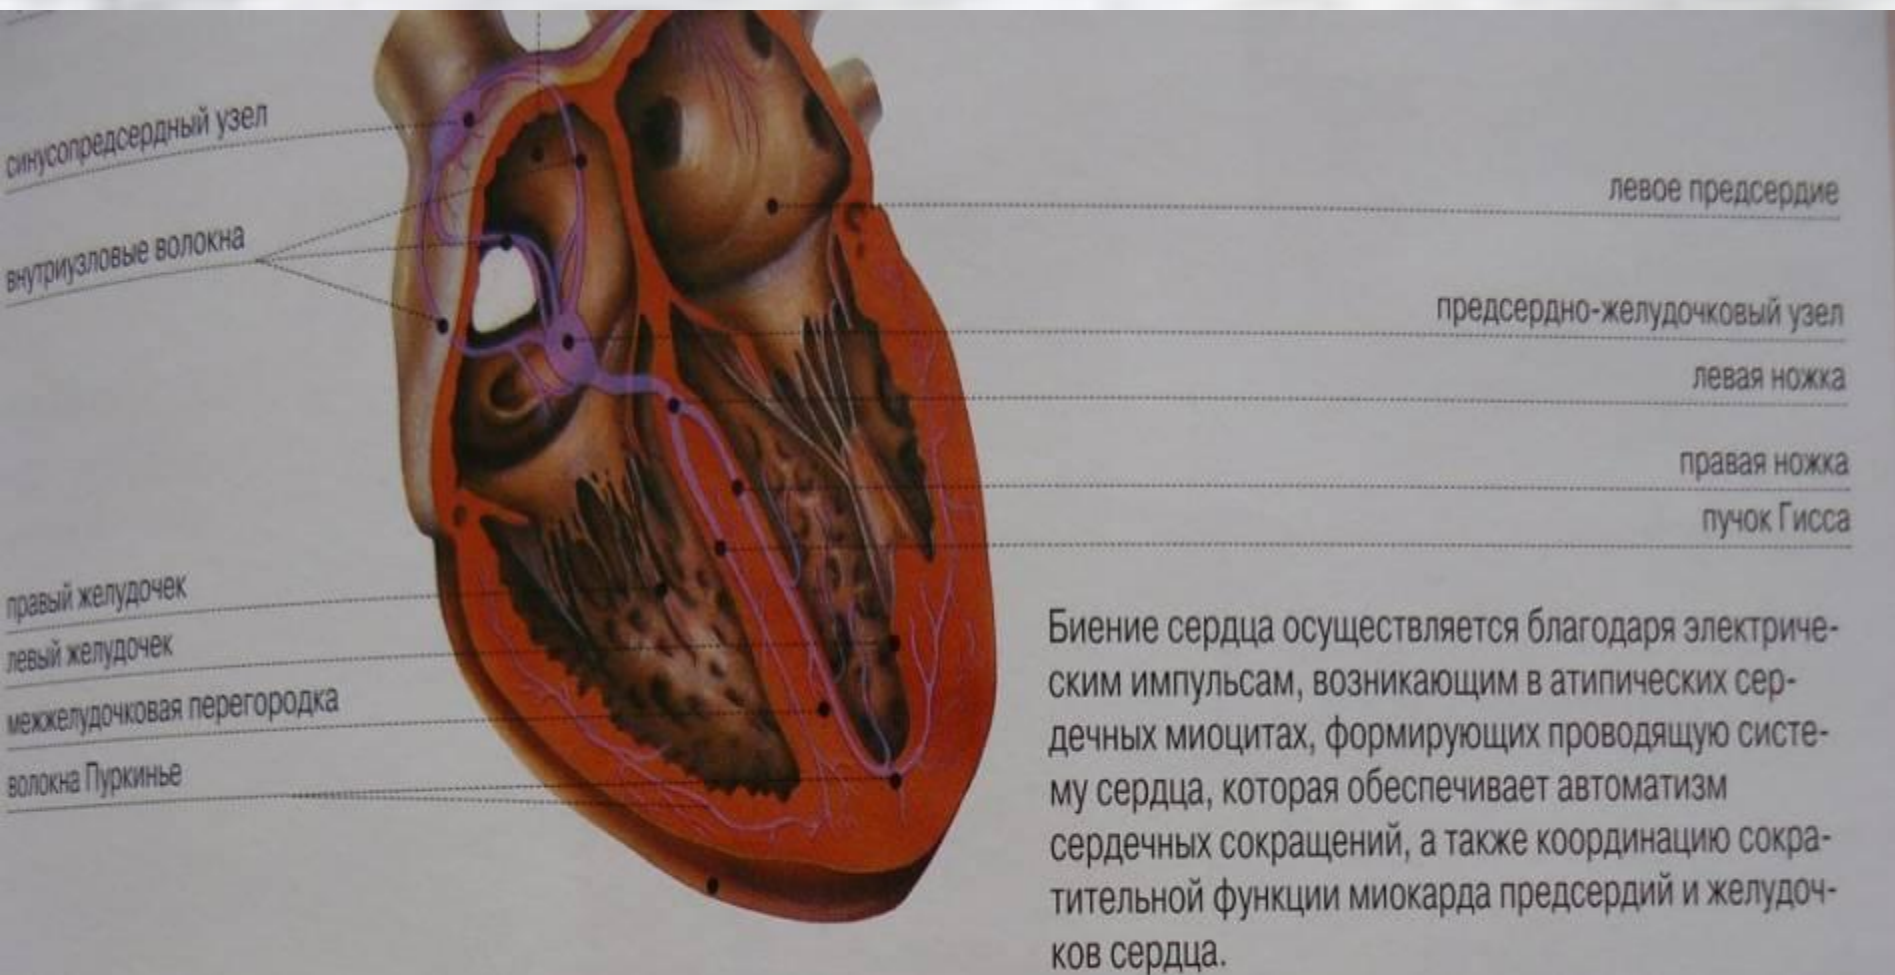 синусопредсердный узел
внутриузловые волокна
правый желудочек
левый желудочек
межжелудочковая перегородка
волокна Пуркинье
левое предсердие
предсердно-желудочковый узел
левая ножка
правая ножка
пучок Гисса
Биение сердца осуществляется благодаря электриче-
ским импульсам, возникающим в атипических сер-
дечных миоцитах, формирующих проводящую систе-
му сердца, которая обеспечивает автоматизм
сердечных сокращений, а также координацию сокра-
тительной функции миокарда предсердий и желудоч-
ков сердца.